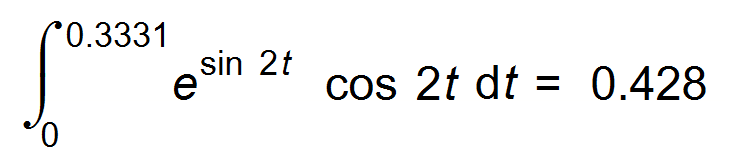 ∫₀^0.3331 e^(sin 2t) cos 2t dt = 0.428